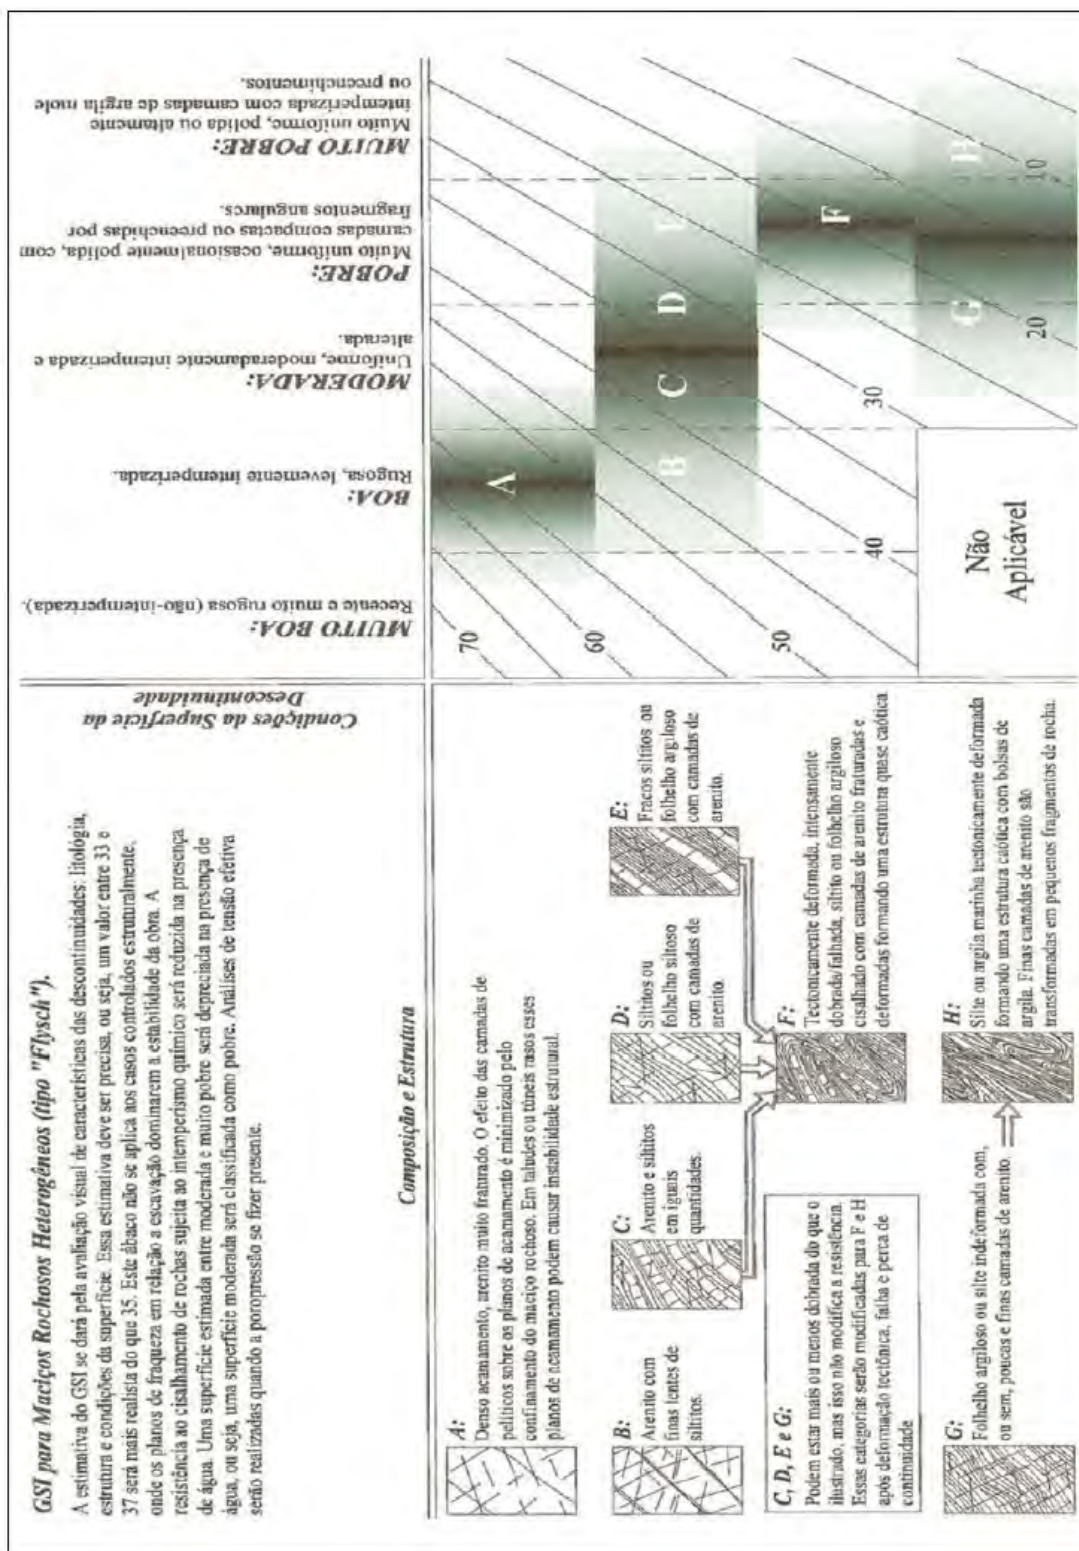 GSI para Maciços Rochosos Heterogêneos (tipo "Flysch").
A estimativa do GSI se dará pela avaliação visual de características das descontinuidades: litológia,
estrutura e condições da superfície. Essa estimativa deve ser precisa, ou seja, um valor entre 33 e
37 será mais realista do que 35. Este ábaco não se aplica aos casos controlados estruturalmente,
onde os planos de fraqueza em relação a escavação dominarem a estabilidade da obra. A
resistência ao cisalhamento de rochas sujeita ao intemperismo químico será reduzida na presença
de água. Uma superfície estimada entre moderada e muito pobre será depreciada na presença de
água, ou seja, uma superfície moderada será classificada como pobre. Análises de tensão efetiva
serão realizadas quando a poropressão se fizer presente.
Condições da Superfície da
Descontinuidade
MUITO BOA:
Recente e muito rugosa (não-intemperizada).
BOA:
Rugosa, levemente intemperizada.
MODERADA:
Uniforme, moderadamente intemperizada e
alterada.
POBRE:
Muito uniforme, ocasionalmente polida, com
camadas compactas ou preenchidas por
fragmentos angulares.
MUITO POBRE:
Muito uniforme, polida ou altamente
intemperizada com camadas de argila mole
ou preenchimentos.
Composição e Estrutura
A:
Denso acamamento, arenito muito fraturado. O efeito das camadas de
pelíticos sobre os planos de acamamento é minimizado pelo
confinamento do maciço rochoso. Em taludes ou túneis rasos esses
planos de acamamento podem causar instabilidade estrutural.
B:
Arenito com
finas lentes de
siltitos.
C:
Arenito e siltitos
em iguais
quantidades.
D:
Siltitos ou
folhelho siltoso
com camadas de
arenito.
E:
Fracos siltitos ou
folhelho argiloso
com camadas de
arenito.
C, D, E e G:
Podem estar mais ou menos dobrada do que o
ilustrado, mas isso não modifica a resistência.
Essas categorias serão modificadas para F e H
após deformação tectônica, falha e perca de
continuidade
F:
Tectonicamente deformada, intensamente
dobrada/falhada, siltito ou folhelho argiloso
cisalhado com camadas de arenito fraturadas e
deformadas formando uma estrutura quase caótica
G:
Folhelho argiloso ou silte indeformada com,
ou sem, poucas e finas camadas de arenito.
H:
Silte ou argila marinha tectonicamente deformada
formando uma estrutura caótica com bolsas de
argila. Finas camadas de arenito são
transformadas em pequenos fragmentos de rocha.
70
60
50
40
30
20
10
A
B
C
D
E
F
G
H
Não
Aplicável